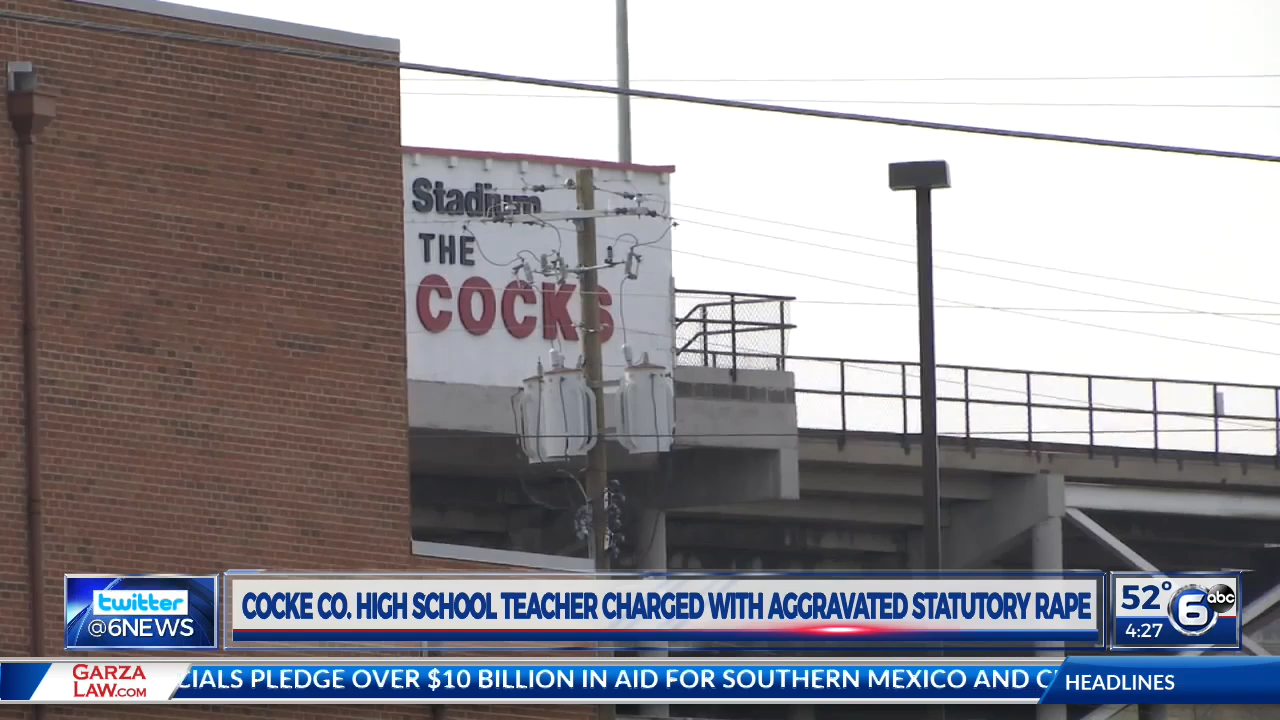 Stadium
THE
COCKS
twitter
@6NEWS
COCKE CO. HIGH SCHOOL TEACHER CHARGED WITH AGGRAVATED STATUTORY RAPE
52°
4:27
6
abc
GARZA
LAW.COM
CIALS PLEDGE OVER $10 BILLION IN AID FOR SOUTHERN MEXICO AND C
HEADLINES